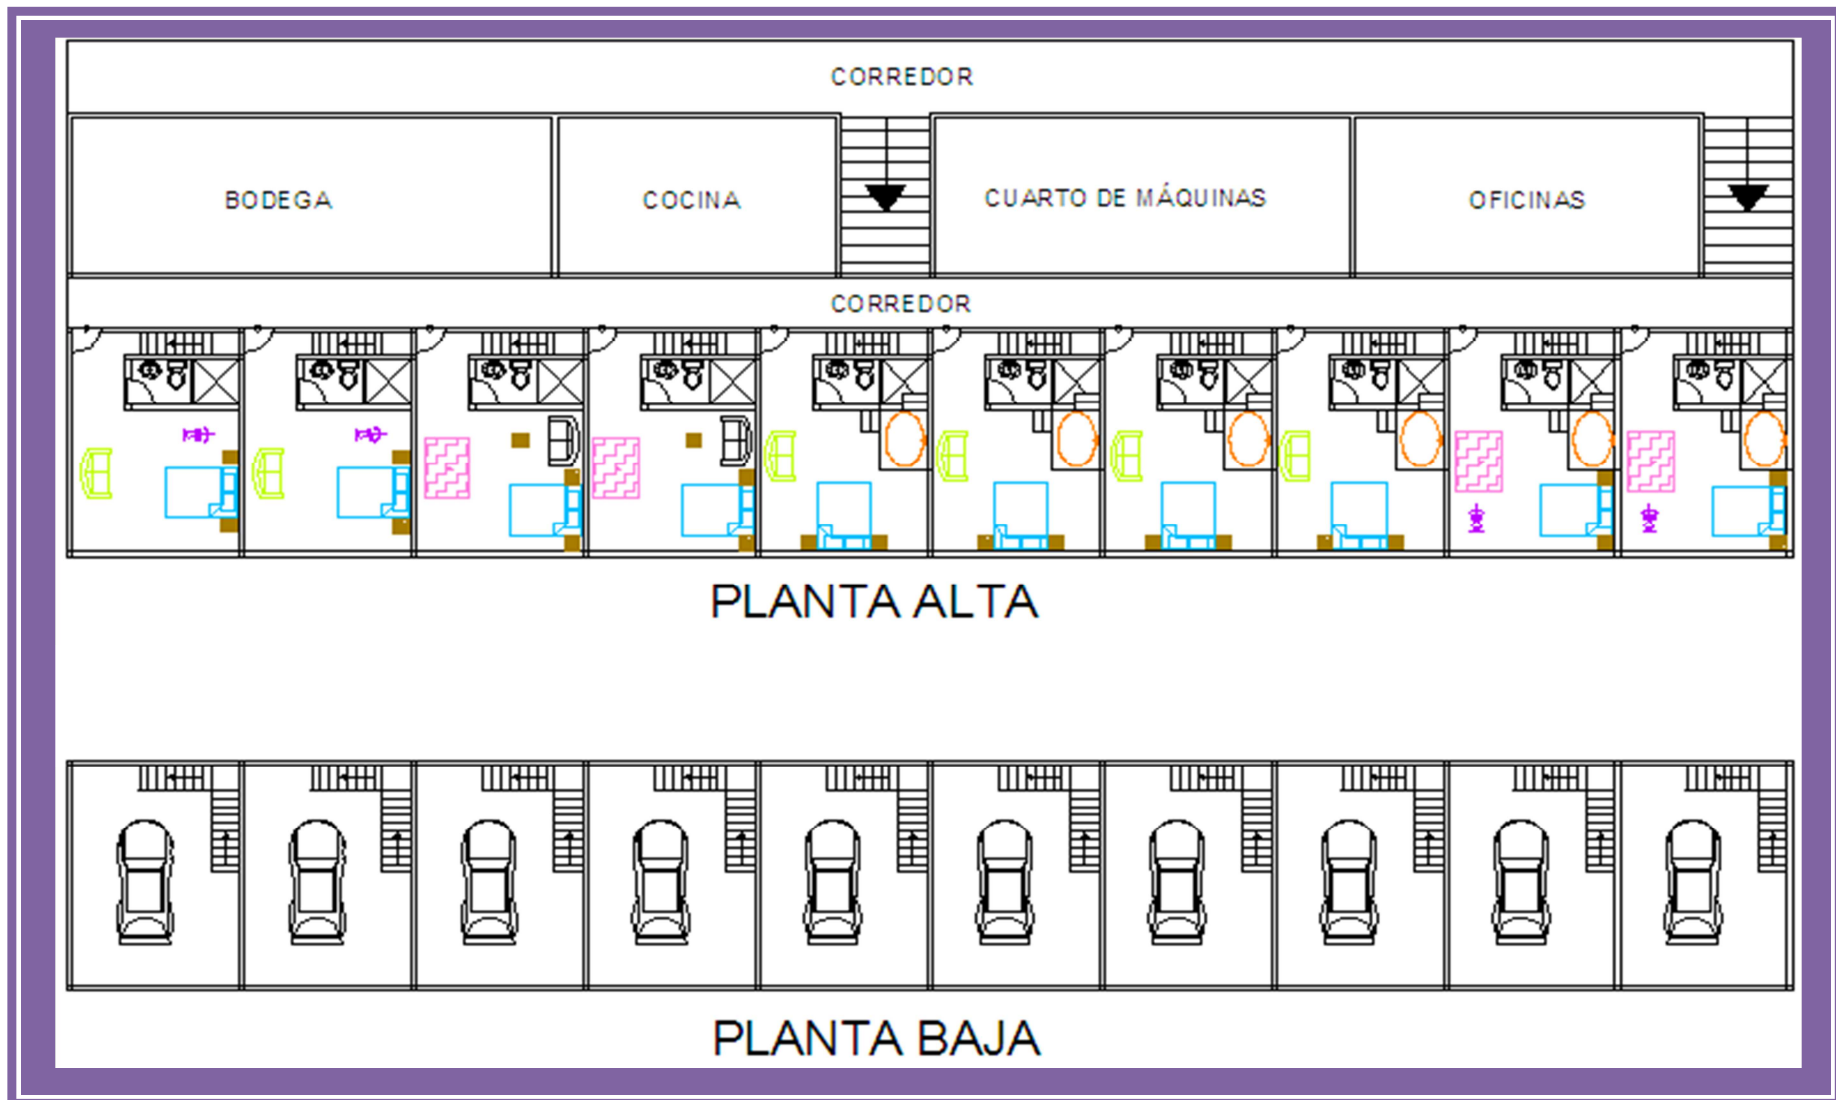 CORREDOR
BODEGA
COCINA
CUARTO DE MÁQUINAS
OFICINAS
CORREDOR
PLANTA ALTA
PLANTA BAJA